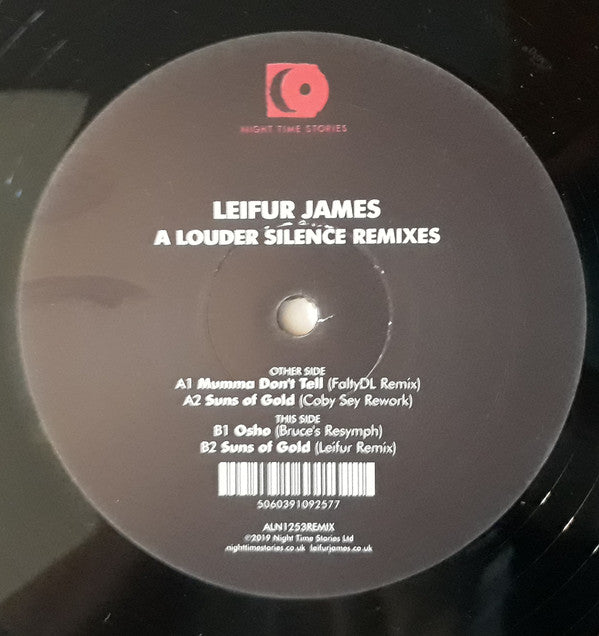 NIGHT TIME STORIES
LEIFUR JAMES
A LOUDER SILENCE REMIXES
OTHER SIDE
A1 Mumma Don't Tell (FaltyDL Remix)
A2 Suns of Gold (Coby Sey Rework)
THIS SIDE
B1 Osho (Bruce's Resymph)
B2 Suns of Gold (Leifur Remix)
5060391092577
ALN1253REMIX
©2019 Night Time Stories Ltd
nighttimestories.co.uk leifurjames.co.uk